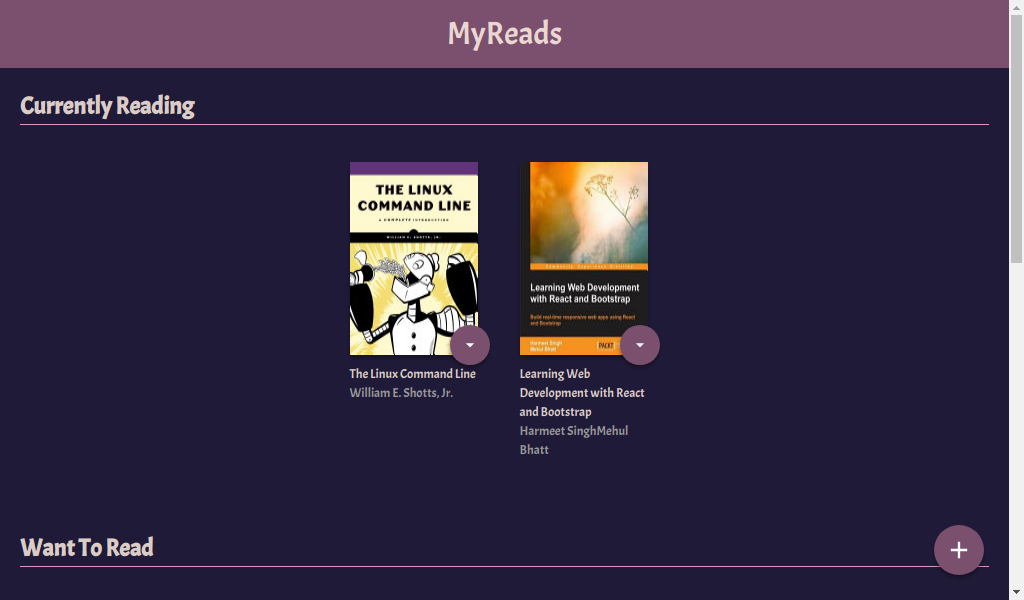 MyReads
Currently Reading
THE LINUX
COMMAND LINE
A COMPLETE INTRODUCTION
WILLIAM E. SHOTTS, JR.
Community Experience Distilled
Learning Web Development
with React and Bootstrap
Build real-time responsive web apps using React
and Bootstrap
Harmeet Singh
Mehul Bhatt
PACKT
The Linux Command Line
William E. Shotts, Jr.
Learning Web
Development with React
and Bootstrap
Harmeet SinghMehul
Bhatt
Want To Read